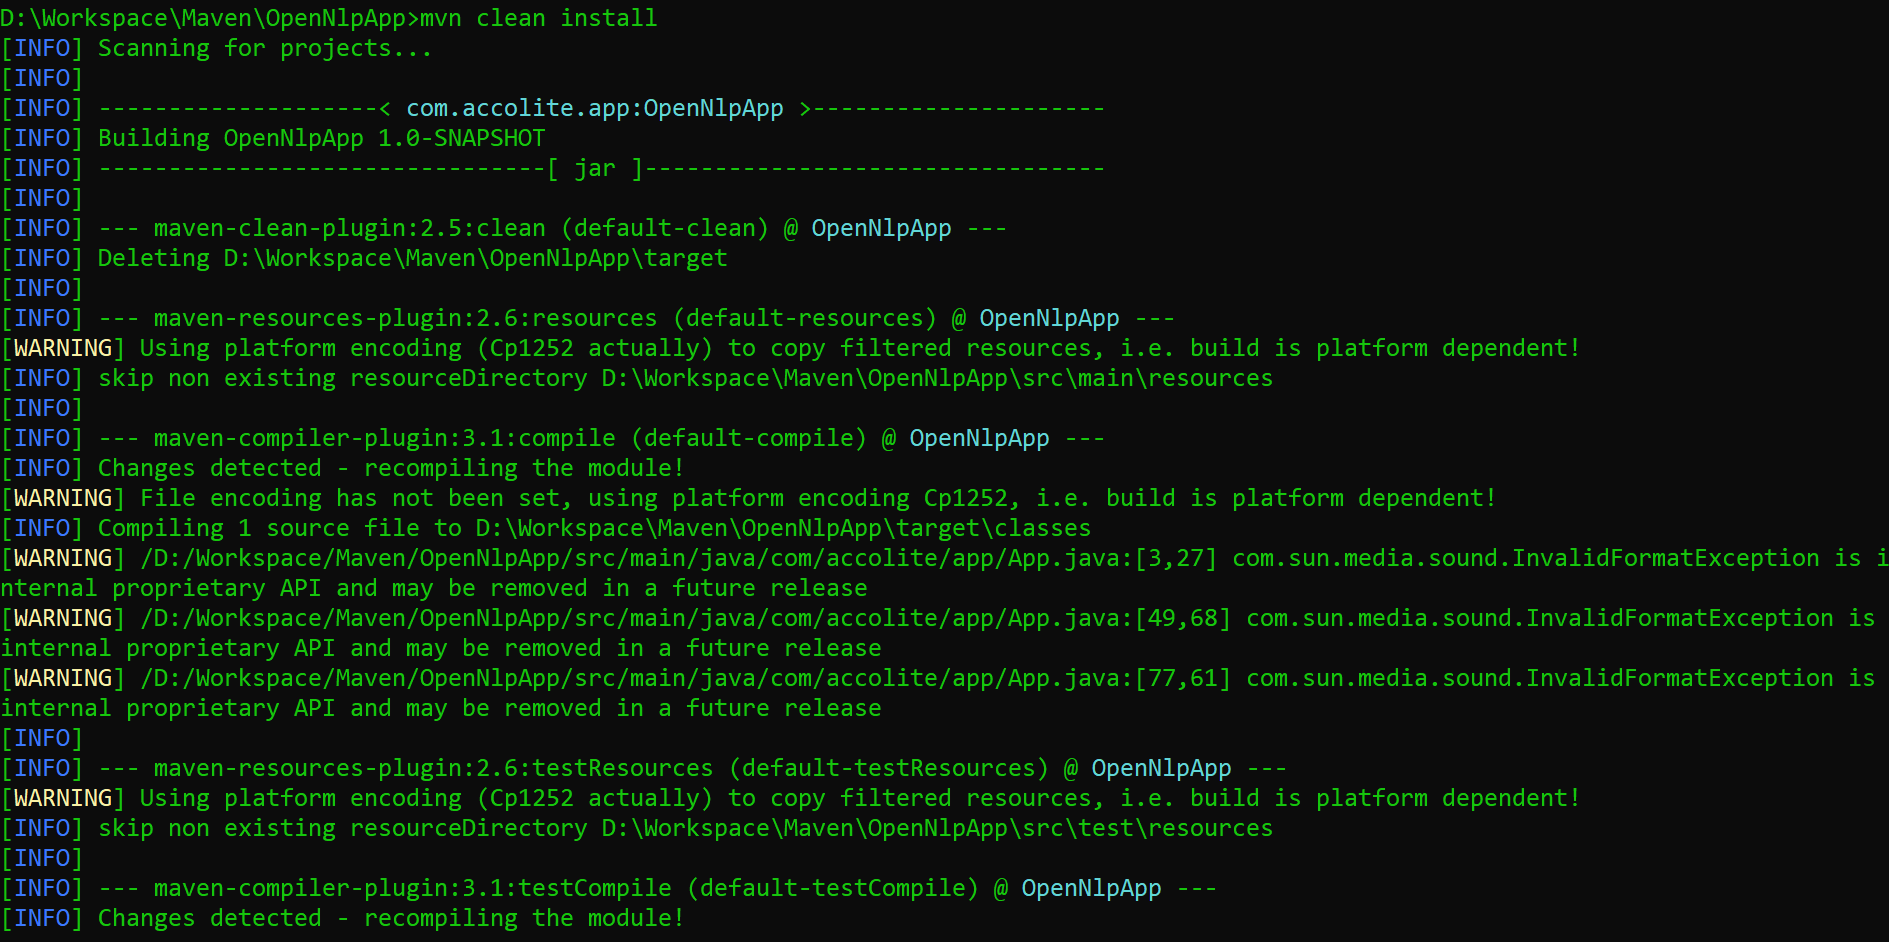 D:\Workspace\Maven\OpenNlpApp>mvn clean install
[INFO] Scanning for projects...
[INFO]
[INFO] --------------------< com.accolite.app:OpenNlpApp >---------------------
[INFO] Building OpenNlpApp 1.0-SNAPSHOT
[INFO] --------------------------------[ jar ]---------------------------------
[INFO]
[INFO] --- maven-clean-plugin:2.5:clean (default-clean) @ OpenNlpApp ---
[INFO] Deleting D:\Workspace\Maven\OpenNlpApp\target
[INFO]
[INFO] --- maven-resources-plugin:2.6:resources (default-resources) @ OpenNlpApp ---
[WARNING] Using platform encoding (Cp1252 actually) to copy filtered resources, i.e. build is platform dependent!
[INFO] skip non existing resourceDirectory D:\Workspace\Maven\OpenNlpApp\src\main\resources
[INFO]
[INFO] --- maven-compiler-plugin:3.1:compile (default-compile) @ OpenNlpApp ---
[INFO] Changes detected - recompiling the module!
[WARNING] File encoding has not been set, using platform encoding Cp1252, i.e. build is platform dependent!
[INFO] Compiling 1 source file to D:\Workspace\Maven\OpenNlpApp\target\classes
[WARNING] /D:/Workspace/Maven/OpenNlpApp/src/main/java/com/accolite/app/App.java:[3,27] com.sun.media.sound.InvalidFormatException is i
nternal proprietary API and may be removed in a future release
[WARNING] /D:/Workspace/Maven/OpenNlpApp/src/main/java/com/accolite/app/App.java:[49,68] com.sun.media.sound.InvalidFormatException is
internal proprietary API and may be removed in a future release
[WARNING] /D:/Workspace/Maven/OpenNlpApp/src/main/java/com/accolite/app/App.java:[77,61] com.sun.media.sound.InvalidFormatException is
internal proprietary API and may be removed in a future release
[INFO]
[INFO] --- maven-resources-plugin:2.6:testResources (default-testResources) @ OpenNlpApp ---
[WARNING] Using platform encoding (Cp1252 actually) to copy filtered resources, i.e. build is platform dependent!
[INFO] skip non existing resourceDirectory D:\Workspace\Maven\OpenNlpApp\src\test\resources
[INFO]
[INFO] --- maven-compiler-plugin:3.1:testCompile (default-testCompile) @ OpenNlpApp ---
[INFO] Changes detected - recompiling the module!